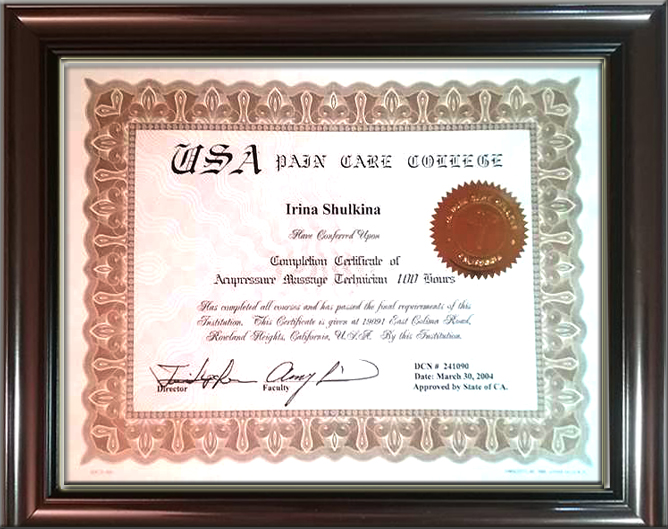 USA PAIN CARE COLLEGE
Irina Shulkina
Have Conferred Upon
Completion Certificate of
Acupressure Massage Technician 100 Hours
Has completed all courses and has passed the final requirements of this
Institution. This Certificate is given at 19091 East Colima Road,
Rowland Heights, California, U.S.A. By this Institution.
Director
Faculty
DCN # 241090
Date: March 30, 2004
Approved by State of CA.